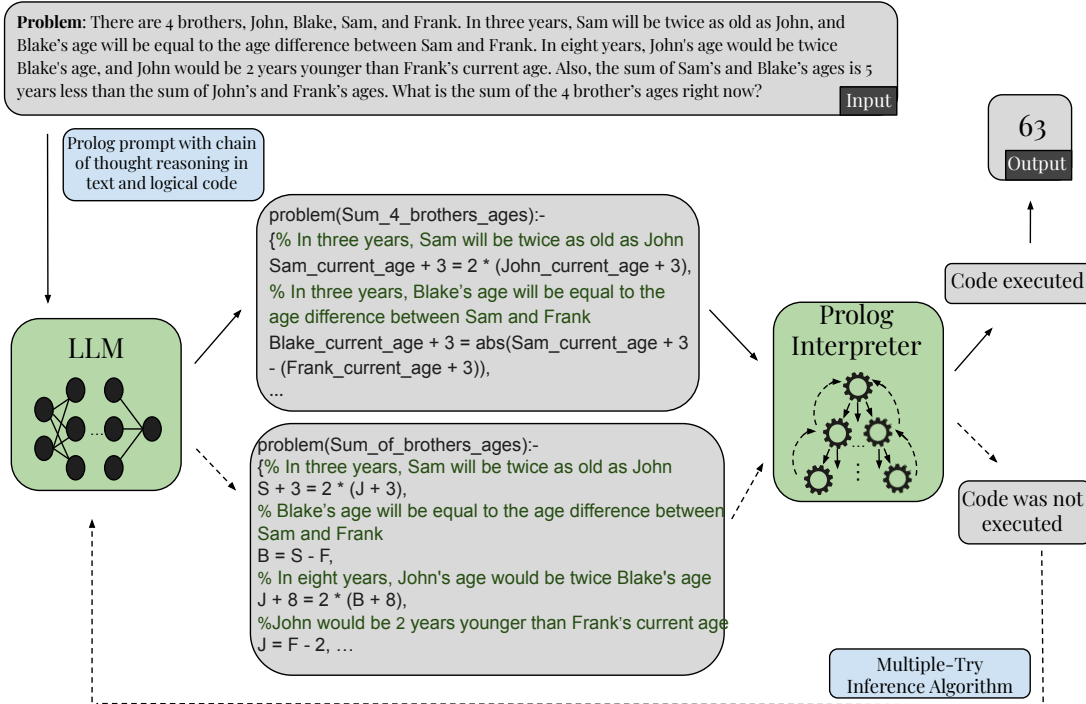 Problem: There are 4 brothers, John, Blake, Sam, and Frank. In three years, Sam will be twice as old as John, and
Blake's age will be equal to the age difference between Sam and Frank. In eight years, John's age would be twice
Blake's age, and John would be 2 years younger than Frank's current age. Also, the sum of Sam's and Blake's ages is 5
years less than the sum of John's and Frank's ages. What is the sum of the 4 brother's ages right now?
Input
Prolog prompt with chain
of thought reasoning in
text and logical code
63
Output
problem(Sum_4_brothers_ages):-
{% In three years, Sam will be twice as old as John
Sam_current_age + 3 = 2 * (John_current_age + 3),
% In three years, Blake's age will be equal to the
age difference between Sam and Frank
Blake_current_age + 3 = abs(Sam_current_age + 3
- (Frank_current_age + 3)),
...
Code executed
LLM
...
Prolog
Interpreter
...
problem(Sum_of_brothers_ages):-
{% In three years, Sam will be twice as old as John
S + 3 = 2 * (J + 3),
% Blake's age will be equal to the age difference between
Sam and Frank
B = S - F,
% In eight years, John's age would be twice Blake's age
J + 8 = 2 * (B + 8),
%John would be 2 years younger than Frank's current age
J = F - 2, ...
Code was not
executed
Multiple-Try
Inference Algorithm